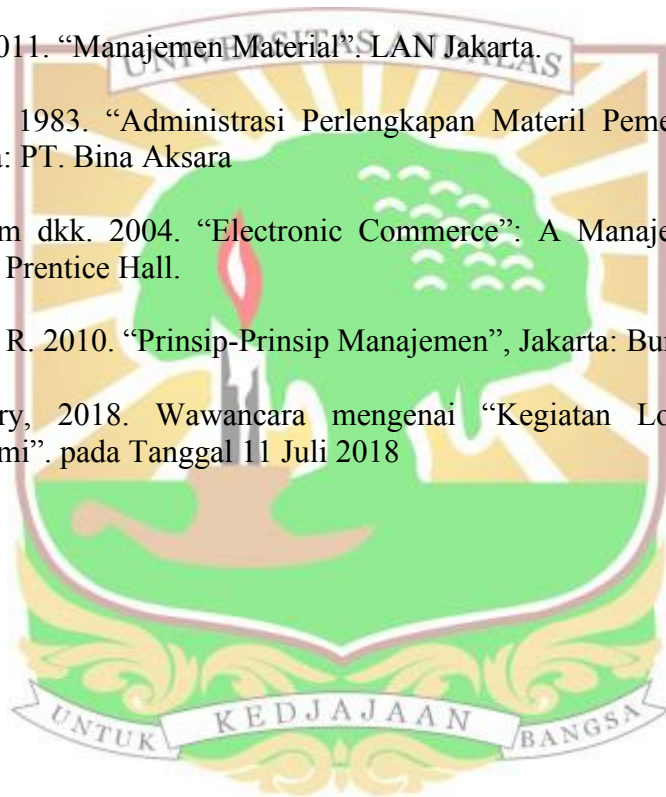 011. “Manajemen Material”. LAN Jakarta.
UNIVERSITAS ANDALAS
1983. “Administrasi Perlengkapan Materil Peme
a: PT. Bina Aksara
m dkk. 2004. “Electronic Commerce”: A Manaje
Prentice Hall.
R. 2010. “Prinsip-Prinsip Manajemen”, Jakarta: Bu
ry, 2018. Wawancara mengenai “Kegiatan Lo
mi”. pada Tanggal 11 Juli 2018
UNTUK KEDJAJAAN BANGSA